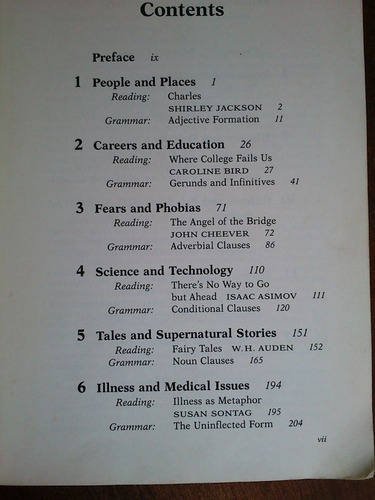 Contents
Preface ix
1 People and Places 1
Reading: Charles
SHIRLEY JACKSON 2
Grammar: Adjective Formation 11
2 Careers and Education 26
Reading: Where College Fails Us
CAROLINE BIRD 27
Grammar: Gerunds and Infinitives 41
3 Fears and Phobias 71
Reading: The Angel of the Bridge
JOHN CHEEVER 72
Grammar: Adverbial Clauses 86
4 Science and Technology 110
Reading: There's No Way to Go
but Ahead ISAAC ASIMOV 111
Grammar: Conditional Clauses 120
5 Tales and Supernatural Stories 151
Reading: Fairy Tales W. H. AUDEN 152
Grammar: Noun Clauses 165
6 Illness and Medical Issues 194
Reading: Illness as Metaphor
SUSAN SONTAG 195
Grammar: The Uninflected Form 204
vii